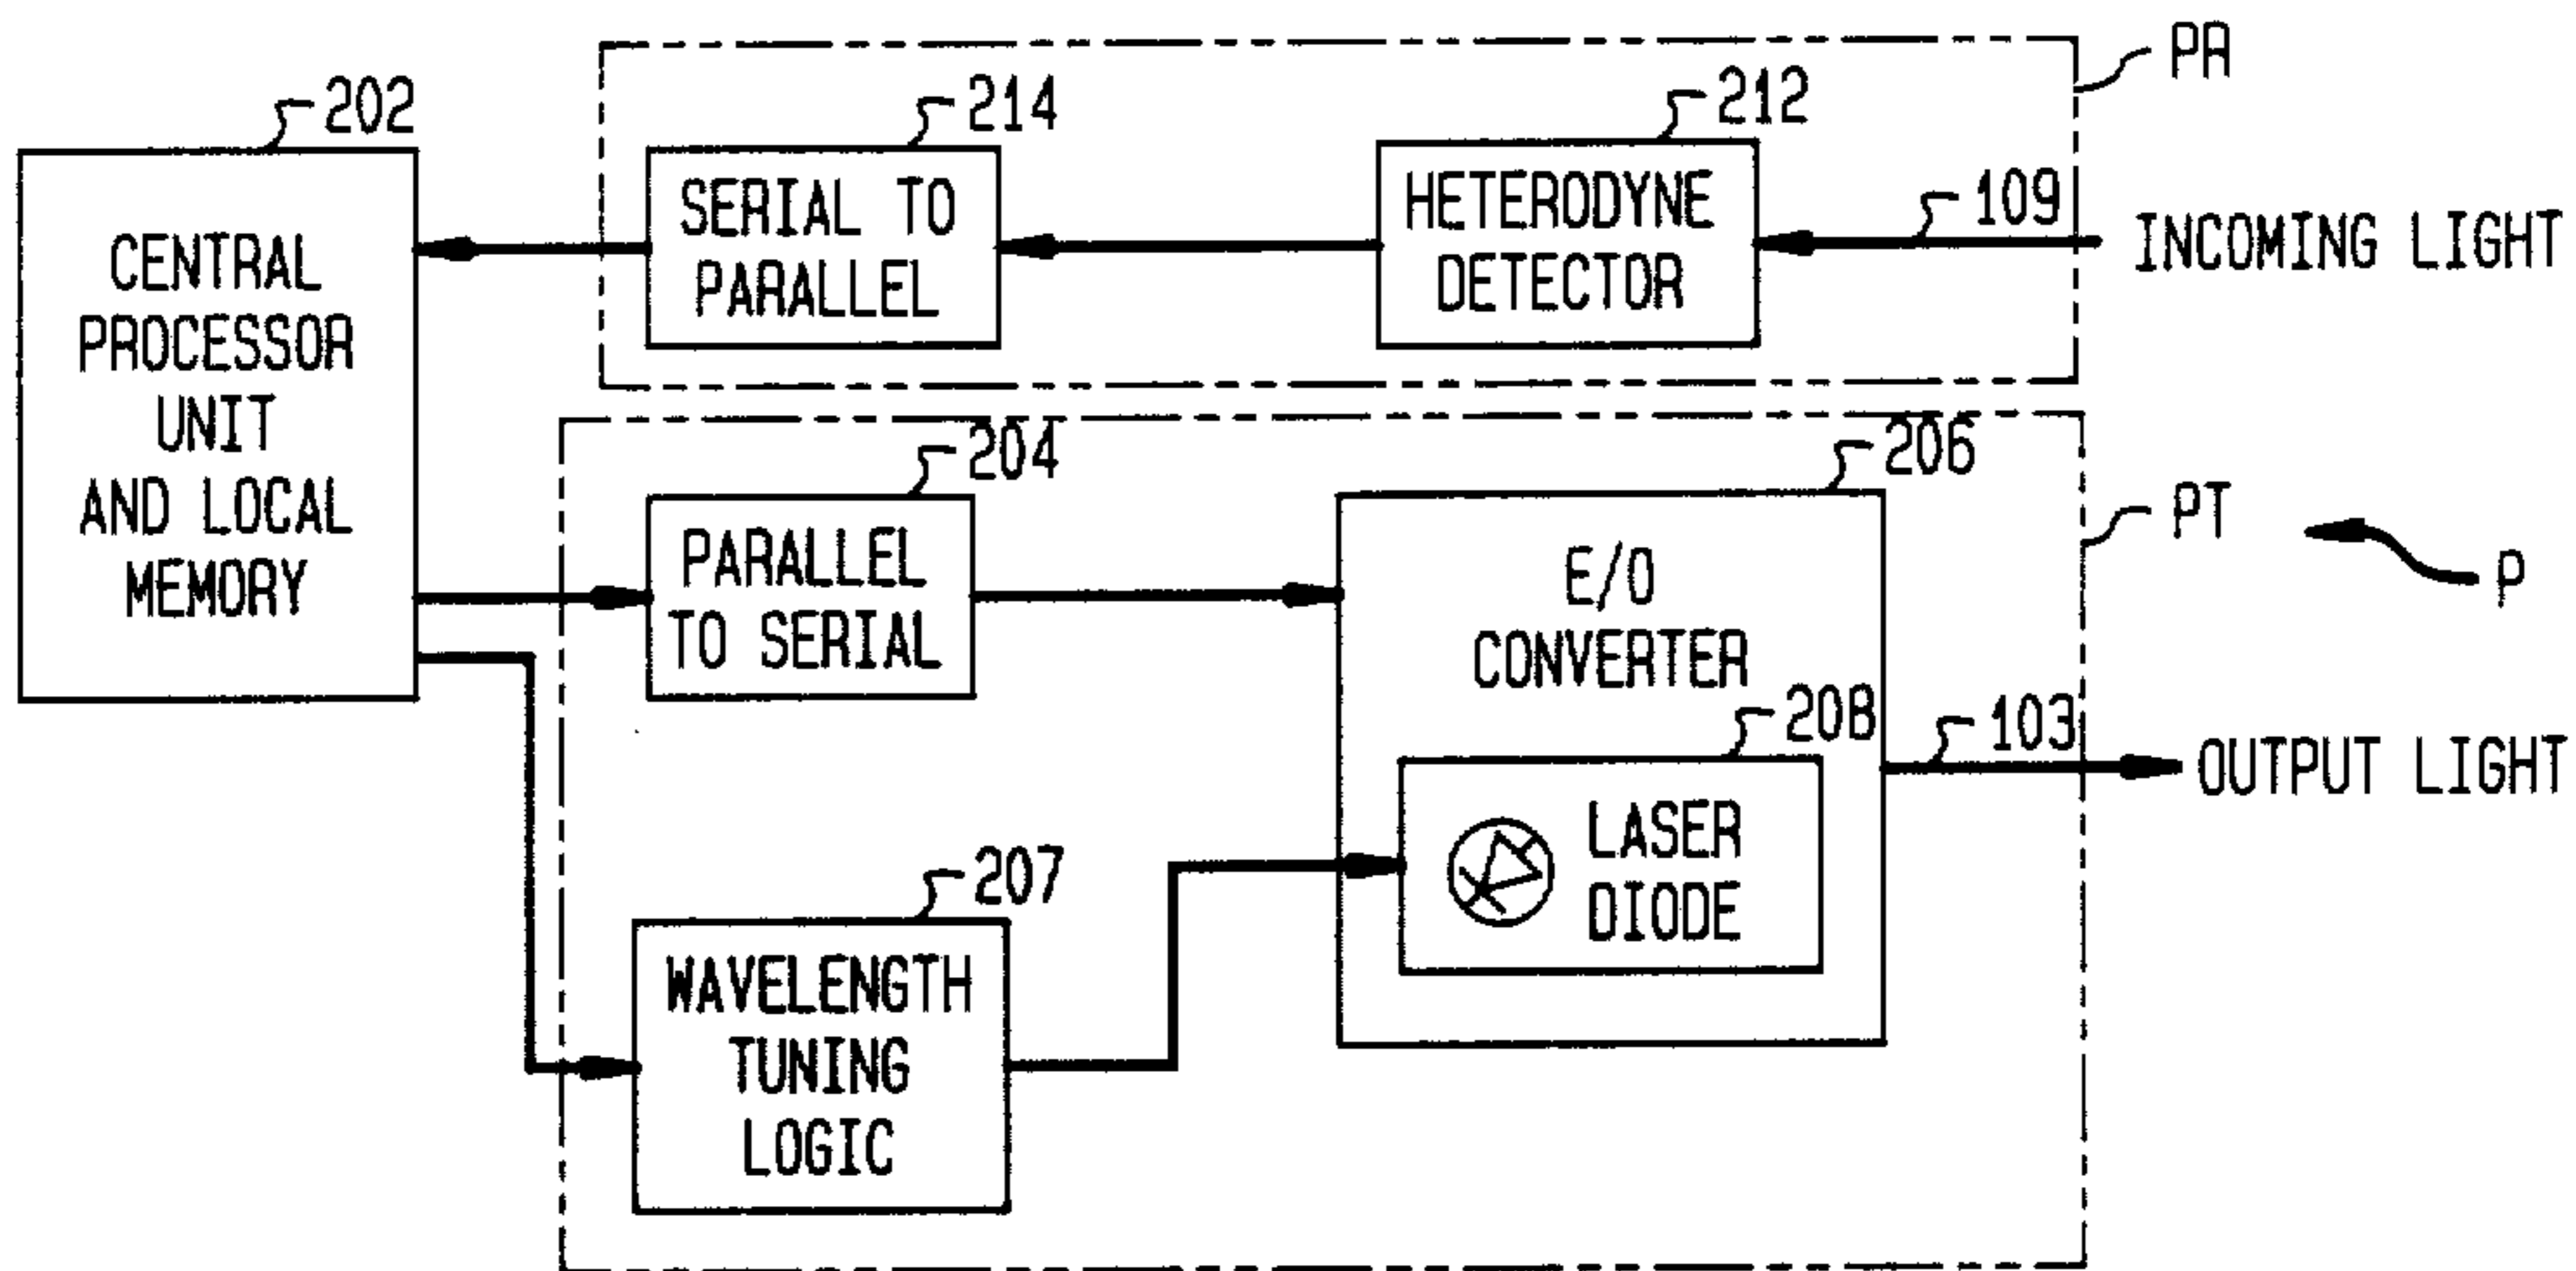 PR
202
214
212
CENTRAL
PROCESSOR
UNIT
AND LOCAL
MEMORY
SERIAL TO
PARALLEL
HETERODYNE
DETECTOR
109
INCOMING LIGHT
204
206
PT
P
PARALLEL
TO SERIAL
E/O
CONVERTER
208
103
OUTPUT LIGHT
LASER
DIODE
207
WAVELENGTH
TUNING
LOGIC